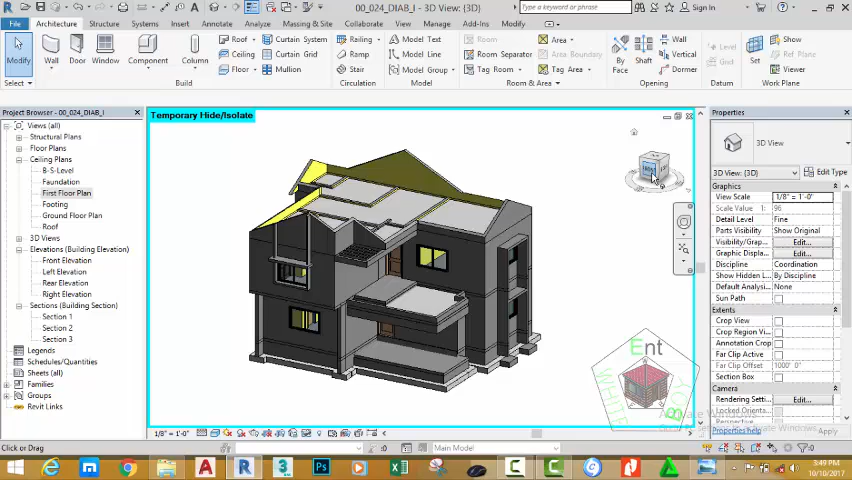 00_024_DIAB_I - 3D View: {3D}
Type a keyword or phrase
Sign In
File Architecture Structure Systems Insert Annotate Analyze Massing & Site Collaborate View Manage Add-Ins Modify
Modify Wall Door Window Component Column
Roof Ceiling Floor
Curtain System Curtain Grid Mullion
Railing Ramp Stair
Model Text Model Line Model Group
Room Room Separator Tag Room
Area Area Boundary Tag Area
By Face Shaft Wall Vertical Dormer
Level Grid
Set Show Ref Plane Viewer
Select Build Circulation Model Room & Area Opening Datum Work Plane
Project Browser - 00_024_DIAB_I
Views (all)
Structural Plans
Floor Plans
Ceiling Plans
B-S-Level
Foundation
First Floor Plan
Footing
Ground Floor Plan
Roof
3D Views
Elevations (Building Elevation)
Front Elevation
Left Elevation
Rear Elevation
Right Elevation
Sections (Building Section)
Section 1
Section 2
Section 3
Legends
Schedules/Quantities
Sheets (all)
Families
Groups
Revit Links
Temporary Hide/Isolate
Ent
WHITE
BOY
Properties
3D View
3D View: {3D} Edit Type
Graphics
View Scale 1/8" = 1'-0"
Scale Value 1: 96
Detail Level Fine
Parts Visibility Show Original
Visibility/Grap... Edit...
Graphic Displa... Edit...
Discipline Coordination
Show Hidden L... By Discipline
Default Analysi... None
Sun Path
Extents
Crop View
Crop Region Vi...
Annotation Crop
Far Clip Active
Far Clip Offset 1000' 0"
Section Box
Camera
Rendering Setti... Edit...
Locked Orienta...
Properties help Apply
1/8" = 1'-0"
Click or Drag
:0
Main Model
:0
3:49 PM
10/10/2017